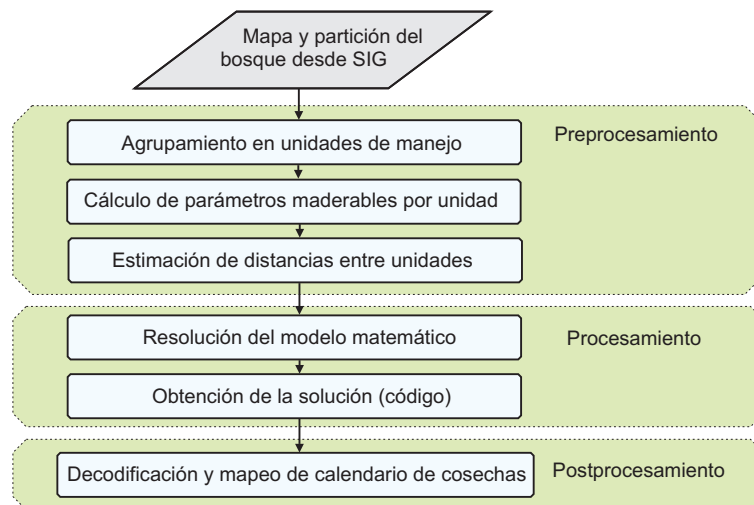 Mapa y partición del
bosque desde SIG
Preprocesamiento
Agrupamiento en unidades de manejo
Cálculo de parámetros maderables por unidad
Estimación de distancias entre unidades
Procesamiento
Resolución del modelo matemático
Obtención de la solución (código)
Decodificación y mapeo de calendario de cosechas
Postprocesamiento